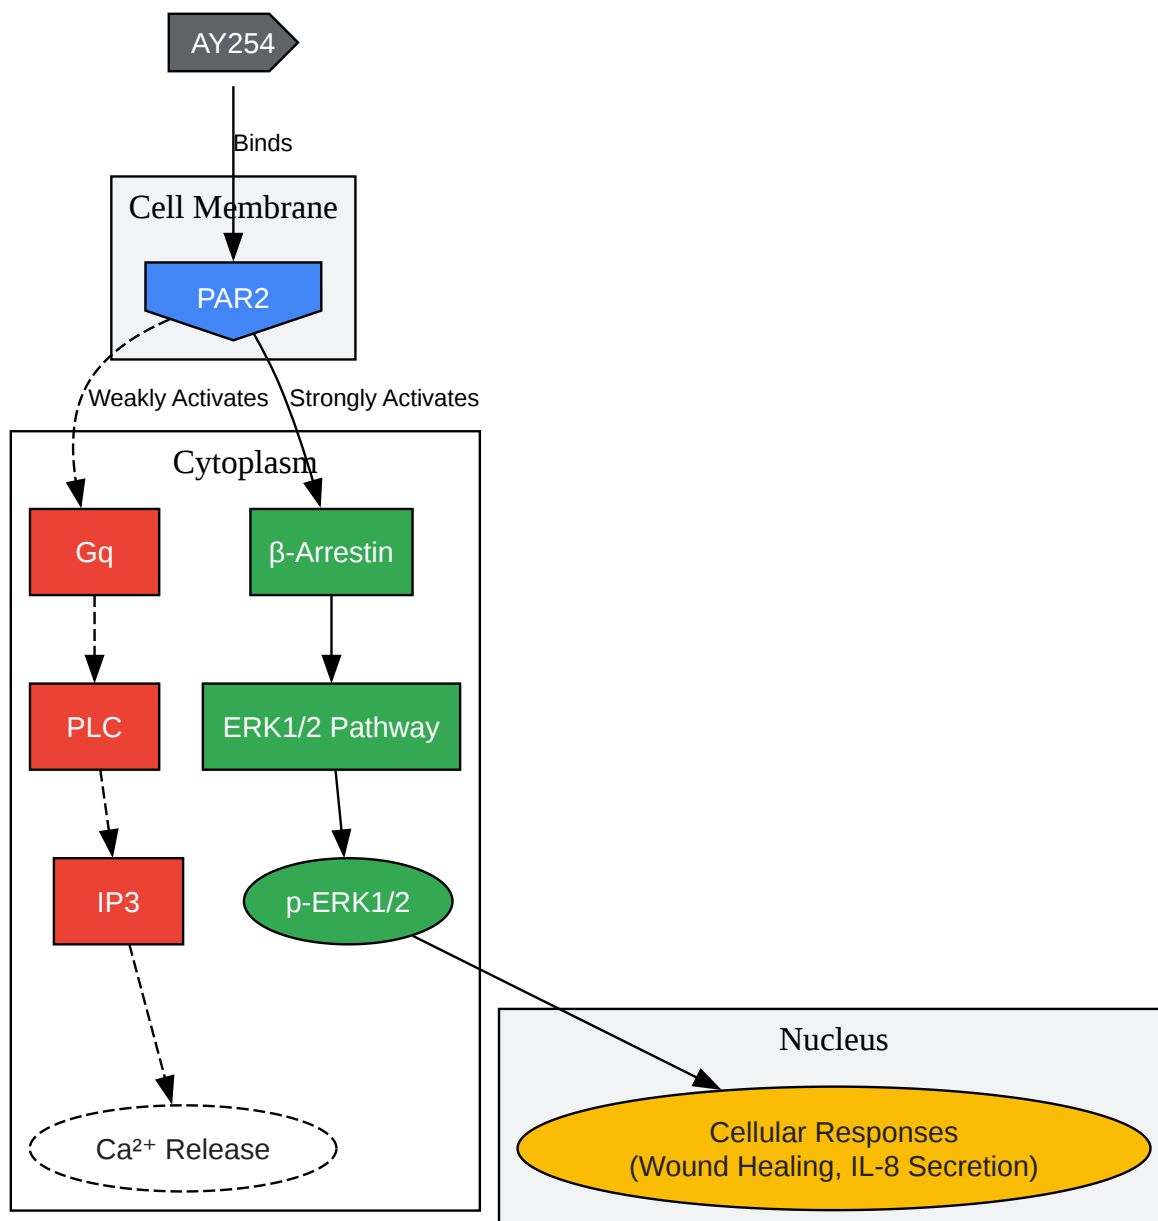 AY254
Binds
Cell Membrane
PAR2
Weakly Activates
Strongly Activates
Cytoplasm
Gq
β-Arrestin
PLC
ERK1/2 Pathway
IP3
p-ERK1/2
Nucleus
Ca²⁺ Release
Cellular Responses
(Wound Healing, IL-8 Secretion)